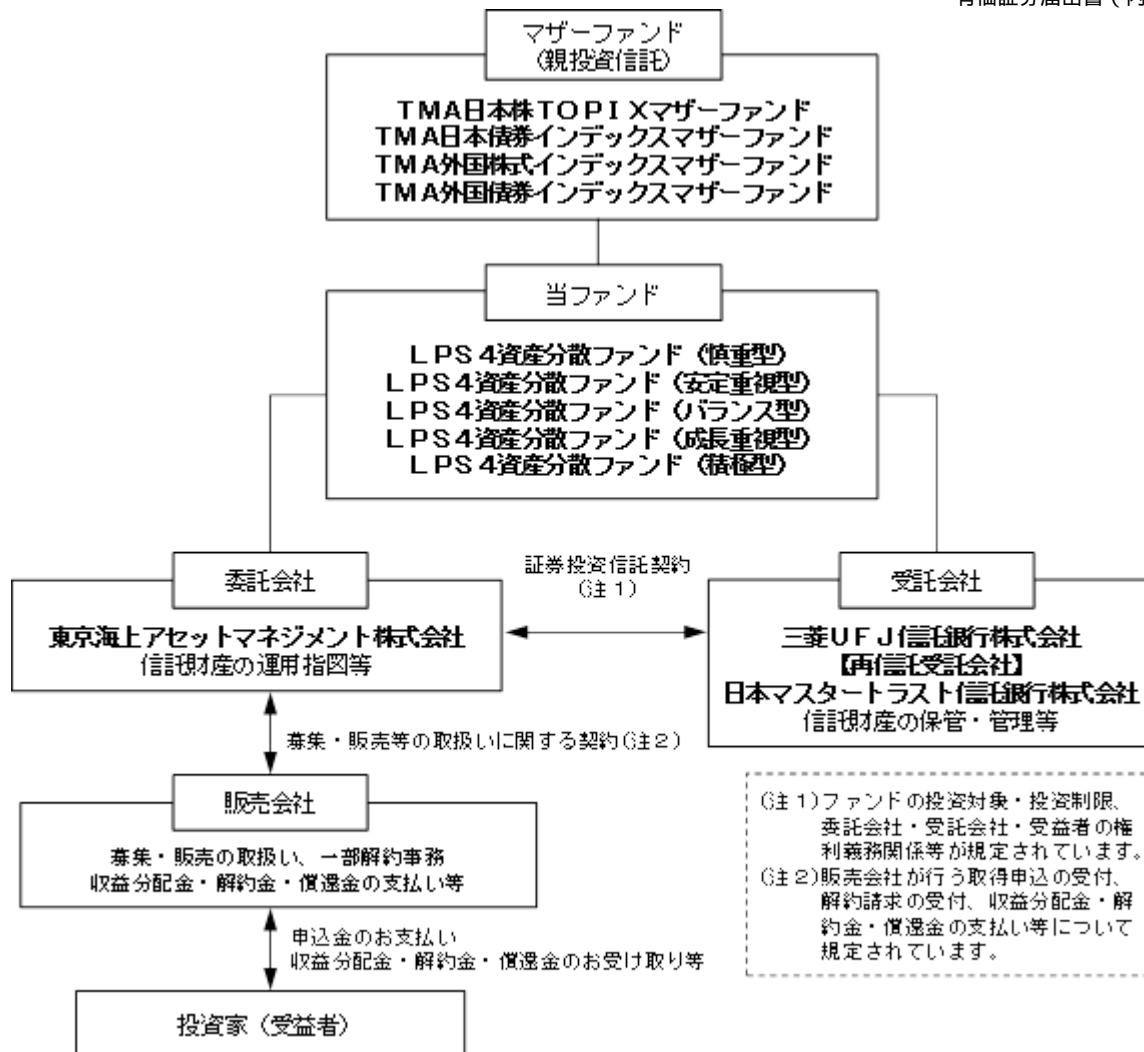 有価証券届出書（内
マザーファンド
（親投資信託）
ＴＭＡ日本株ＴＯＰＩＸマザーファンド
ＴＭＡ日本債券インデックスマザーファンド
ＴＭＡ外国株式インデックスマザーファンド
ＴＭＡ外国債券インデックスマザーファンド
当ファンド
ＬＰＳ４資産分散ファンド（慎重型）
ＬＰＳ４資産分散ファンド（安定重視型）
ＬＰＳ４資産分散ファンド（バランス型）
ＬＰＳ４資産分散ファンド（成長重視型）
ＬＰＳ４資産分散ファンド（積極型）
委託会社
東京海上アセットマネジメント株式会社
信託財産の運用指図等
証券投資信託契約
（注１）
受託会社
三菱ＵＦＪ信託銀行株式会社
【再信託受託会社】
日本マスタートラスト信託銀行株式会社
信託財産の保管・管理等
募集・販売等の取扱いに関する契約（注２）
販売会社
募集・販売の取扱い、一部解約事務
収益分配金・解約金・償還金の支払い等
申込金のお支払い
収益分配金・解約金・償還金のお受け取り等
投資家（受益者）
（注１）ファンドの投資対象・投資制限、
委託会社・受託会社・受益者の権
利義務関係等が規定されています。
（注２）販売会社が行う取得申込の受付、
解約請求の受付、収益分配金・解
約金・償還金の支払い等について
規定されています。